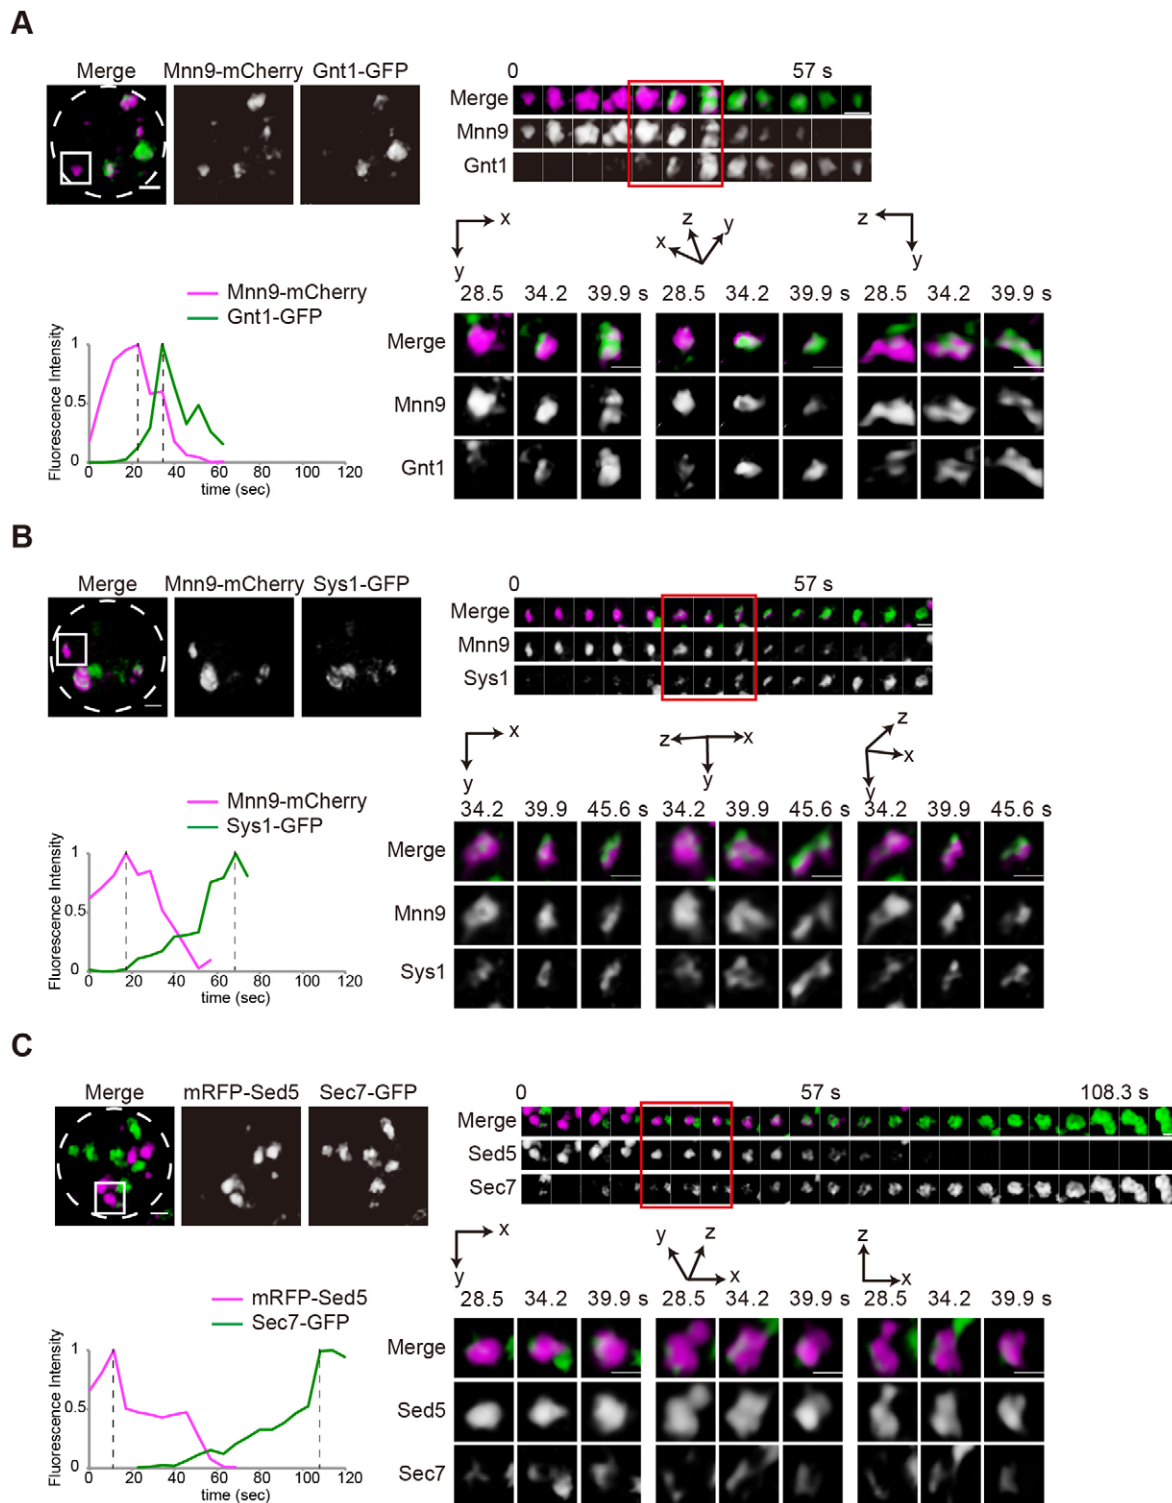 A
Merge Mnn9-mCherry Gnt1-GFP
0 57 s
Merge
Mnn9
Gnt1
x
y
z
x y
z
y
Mnn9-mCherry
Gnt1-GFP
Fluorescence Intensity
1
0.5
0
0 20 40 60 80 100 120
time (sec)
28.5 34.2 39.9 s 28.5 34.2 39.9 s 28.5 34.2 39.9 s
Merge
Mnn9
Gnt1
B
Merge Mnn9-mCherry Sys1-GFP
0 57 s
Merge
Mnn9
Sys1
x
y
z x
y
z
x
y
Mnn9-mCherry
Sys1-GFP
Fluorescence Intensity
1
0.5
0
0 20 40 60 80 100 120
time (sec)
34.2 39.9 45.6 s 34.2 39.9 45.6 s 34.2 39.9 45.6 s
Merge
Mnn9
Sys1
C
Merge mRFP-Sed5 Sec7-GFP
0 57 s 108.3 s
Merge
Sed5
Sec7
x
y
y z
x
z
x
mRFP-Sed5
Sec7-GFP
Fluorescence Intensity
1
0.5
0
0 20 40 60 80 100 120
time (sec)
28.5 34.2 39.9 s 28.5 34.2 39.9 s 28.5 34.2 39.9 s
Merge
Sed5
Sec7